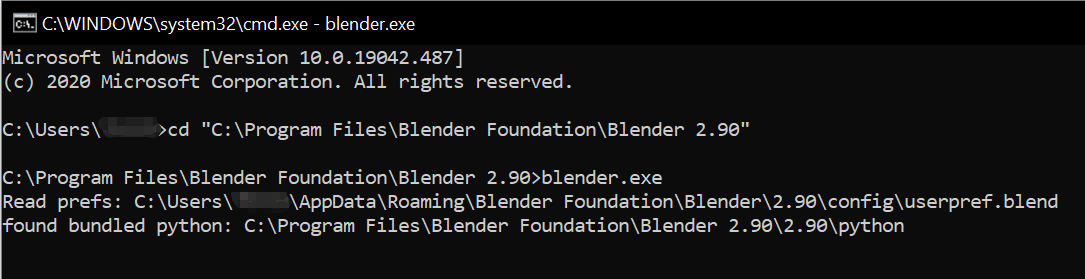 C:\WINDOWS\system32\cmd.exe - blender.exe
Microsoft Windows [Version 10.0.19042.487]
(c) 2020 Microsoft Corporation. All rights reserved.
C:\Users\>cd "C:\Program Files\Blender Foundation\Blender 2.90"
C:\Program Files\Blender Foundation\Blender 2.90>blender.exe
Read prefs: C:\Users\\AppData\Roaming\Blender Foundation\Blender\2.90\config\userpref.blend
found bundled python: C:\Program Files\Blender Foundation\Blender 2.90\2.90\python